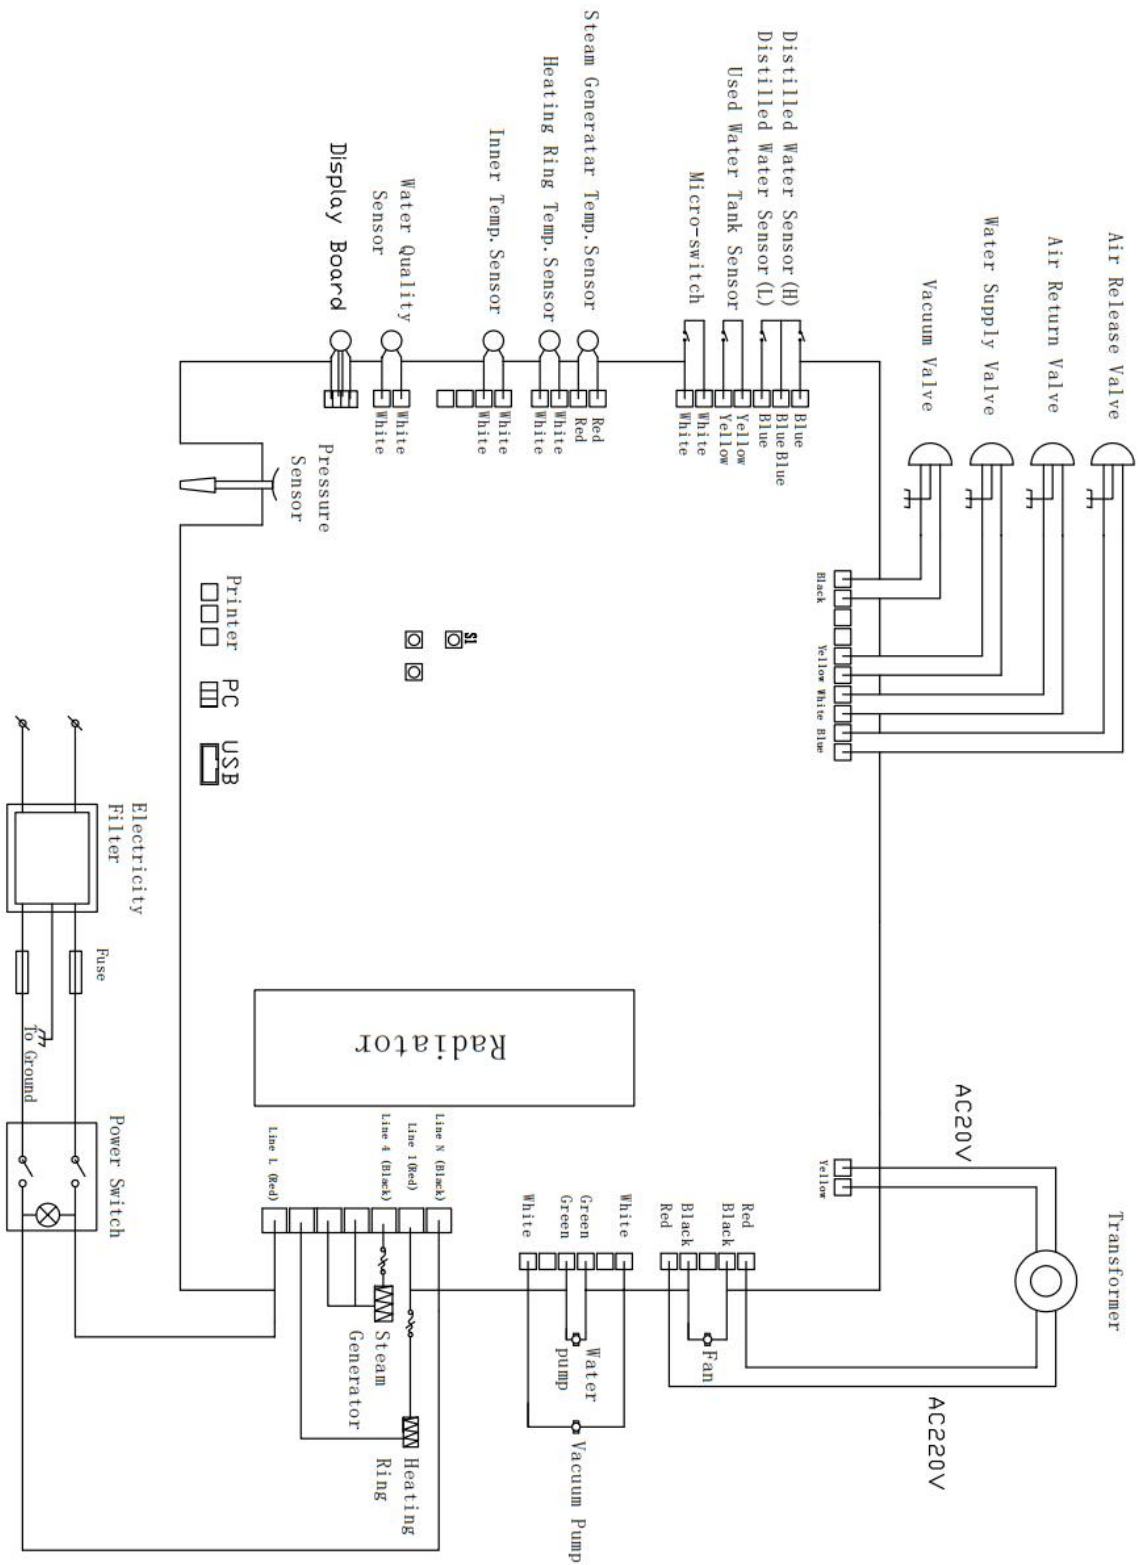 Steam Generatar Temp.Sensor
Heating Ring Temp.Sensor
Inner Temp.Sensor
Water Quality
Sensor
Display Board
Distilled Water Sensor(H)
Distilled Water Sensor(L)
Used Water Tank Sensor
Micro-switch
Air Release Valve
Air Return Valve
Water Supply Valve
Vacuum Valve
Blue
Blue
Blue
Blue
Yellow
Yellow
White
White
Red
Red
White
White
White
White
White
White
Pressure
Sensor
Black
Yellow
White
Blue
S1
Printer
PC
USB
Electricity
Filter
Fuse
To Ground
Power Switch
Radiator
Line N (Black)
Line 1(Red)
Line 4 (Black)
Line L (Red)
White
Green
Green
White
Red
Black
Black
Red
Yellow
AC20V
Transformer
AC220V
Fan
Water
pump
Vacuum Pump
Steam
Generator
Heating
Ring